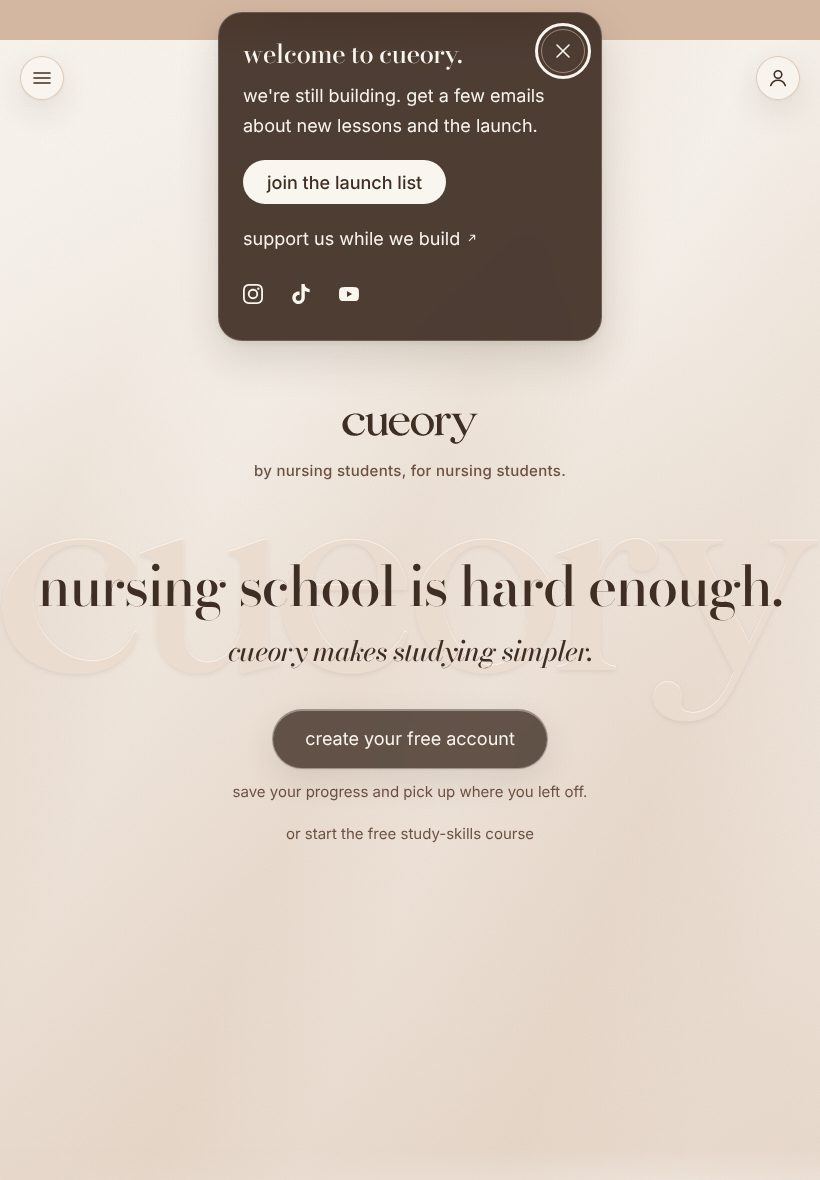 welcome to cueory.
we're still building. get a few emails
about new lessons and the launch.
join the launch list
support us while we build ↗
cueory
by nursing students, for nursing students.
cueory
nursing school is hard enough.
cueory makes studying simpler.
create your free account
save your progress and pick up where you left off.
or start the free study-skills course